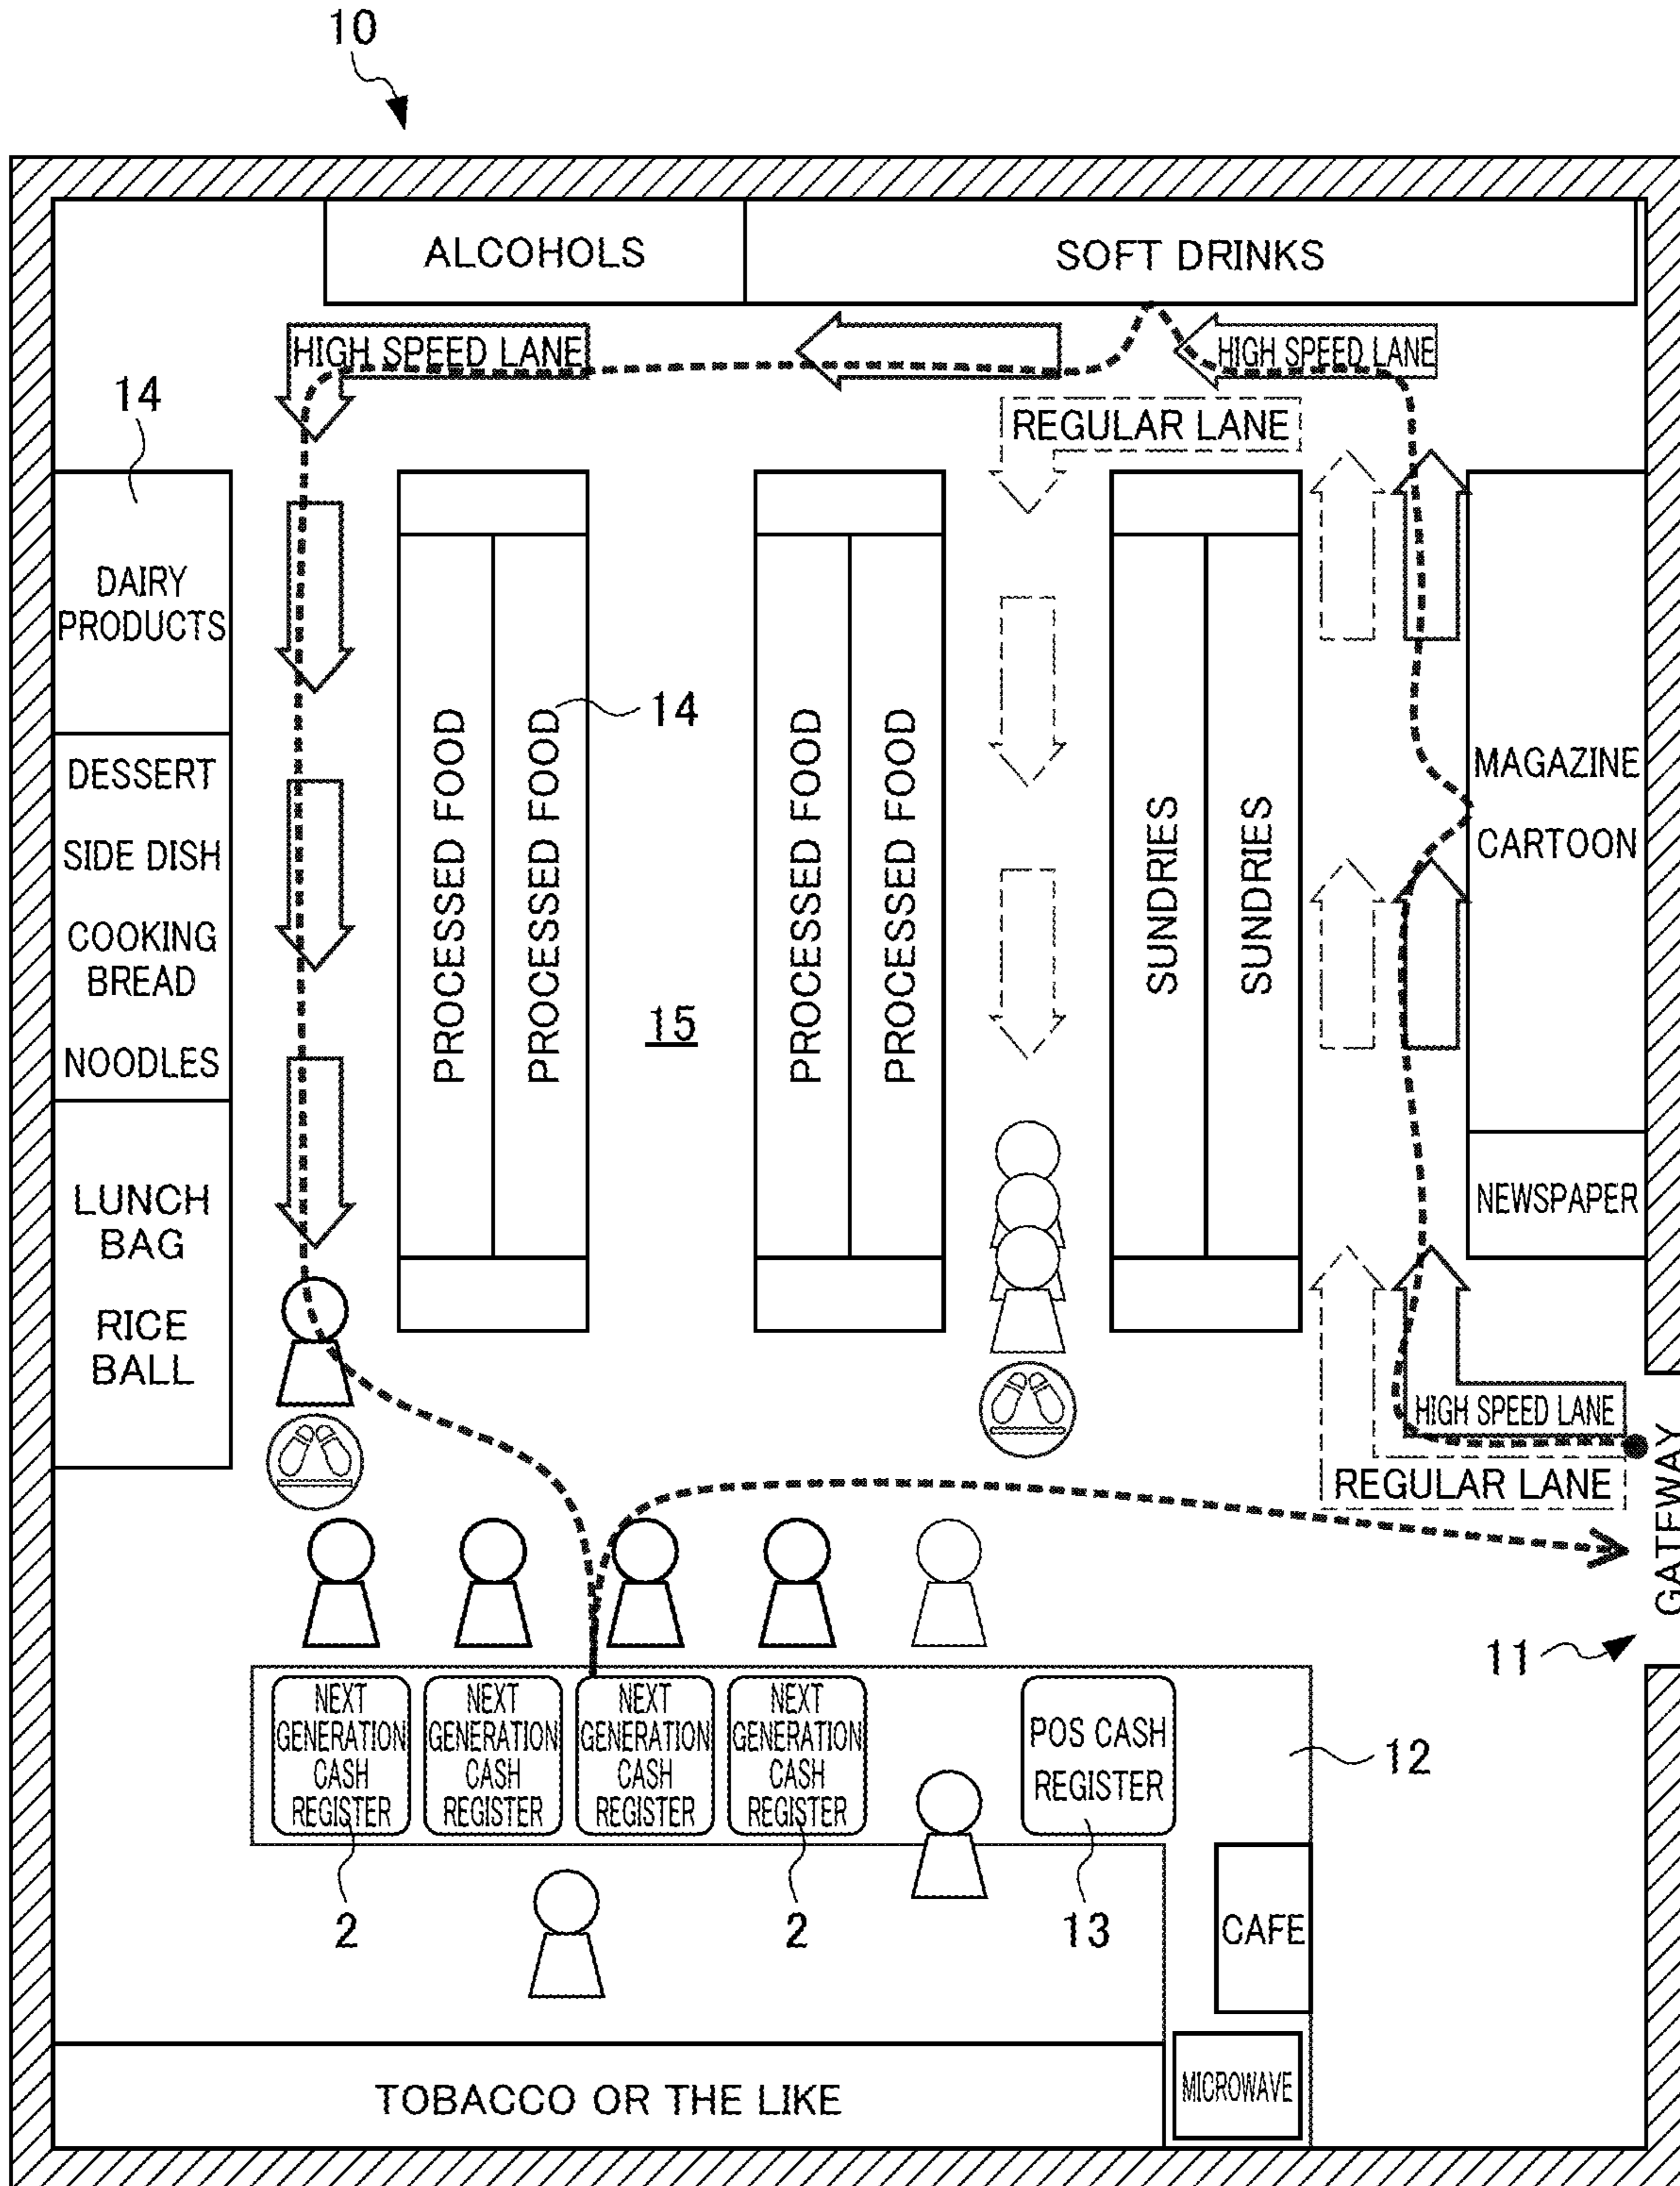 10
ALCOHOLS
SOFT DRINKS
HIGH SPEED LANE
HIGH SPEED LANE
14
REGULAR LANE
DAIRY
PRODUCTS
DESSERT
SIDE DISH
COOKING
BREAD
NOODLES
LUNCH
BAG
RICE
BALL
PROCESSED FOOD
PROCESSED FOOD
14
15
PROCESSED FOOD
PROCESSED FOOD
SUNDRIES
SUNDRIES
MAGAZINE
CARTOON
NEWSPAPER
HIGH SPEED LANE
REGULAR LANE
GATEWAY
11
NEXT
GENERATION
CASH
REGISTER
NEXT
GENERATION
CASH
REGISTER
NEXT
GENERATION
CASH
REGISTER
NEXT
GENERATION
CASH
REGISTER
POS CASH
REGISTER
12
2
2
13
CAFE
MICROWAVE
TOBACCO OR THE LIKE